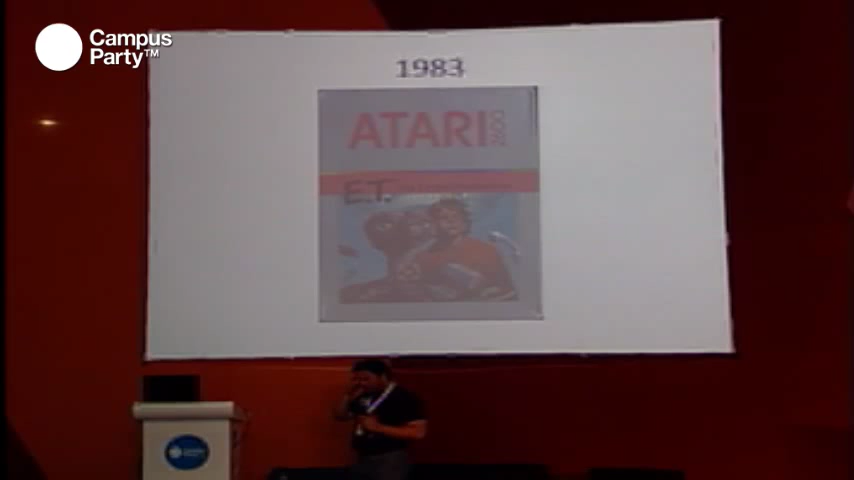 Campus
Party™
1983
ATARI 2600
E.T.